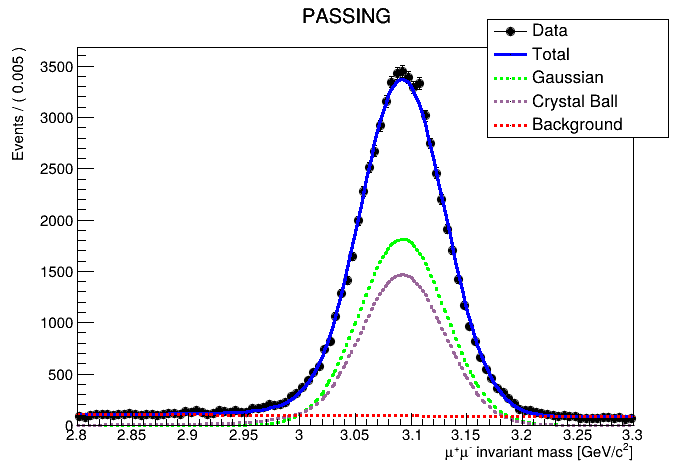 PASSING
Data
Total
Gaussian
Crystal Ball
Background
Events / ( 0.005 )
3500
3000
2500
2000
1500
1000
500
0
2.8 2.85 2.9 2.95 3 3.05 3.1 3.15 3.2 3.25 3.3
μ⁺μ⁻ invariant mass [GeV/c²]